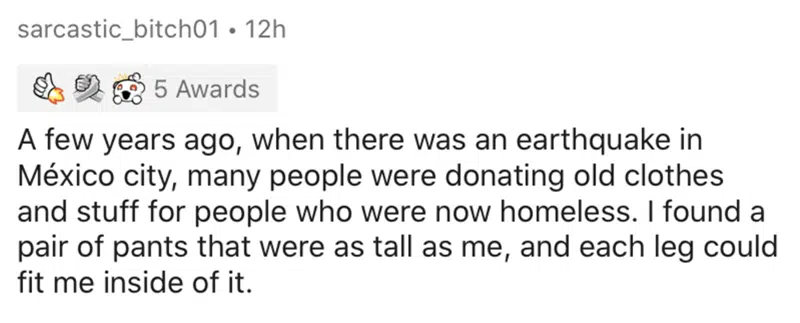 sarcastic_bitch01 • 12h
5 Awards
A few years ago, when there was an earthquake in
México city, many people were donating old clothes
and stuff for people who were now homeless. I found a
pair of pants that were as tall as me, and each leg could
fit me inside of it.